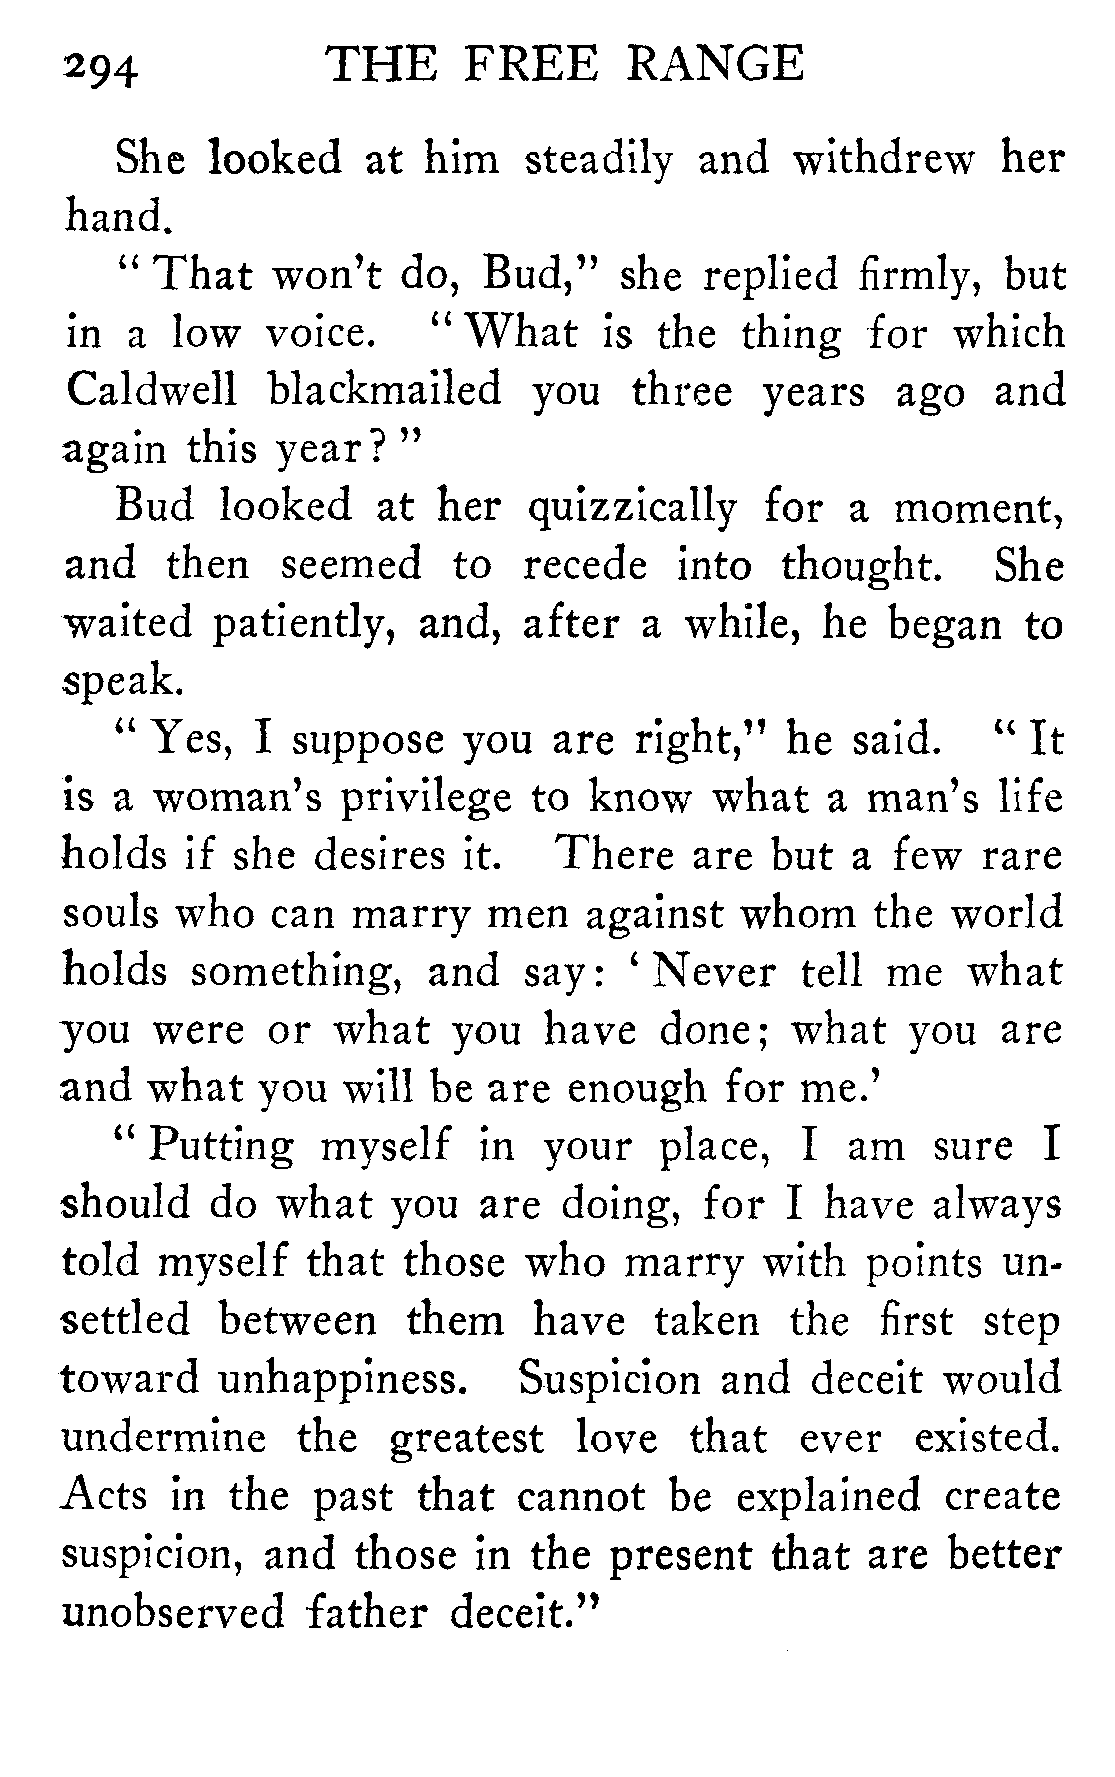 294 THE FREE RANGE
She looked at him steadily and withdrew her
hand.
“ That won't do, Bud,” she replied firmly, but
in a low voice. “ What is the thing for which
Caldwell blackmailed you three years ago and
again this year? ”
Bud looked at her quizzically for a moment,
and then seemed to recede into thought. She
waited patiently, and, after a while, he began to
speak.
“ Yes, I suppose you are right,” he said. “ It
is a woman's privilege to know what a man's life
holds if she desires it. There are but a few rare
souls who can marry men against whom the world
holds something, and say: ‘ Never tell me what
you were or what you have done; what you are
and what you will be are enough for me.’
“ Putting myself in your place, I am sure I
should do what you are doing, for I have always
told myself that those who marry with points un-
settled between them have taken the first step
toward unhappiness. Suspicion and deceit would
undermine the greatest love that ever existed.
Acts in the past that cannot be explained create
suspicion, and those in the present that are better
unobserved father deceit.”